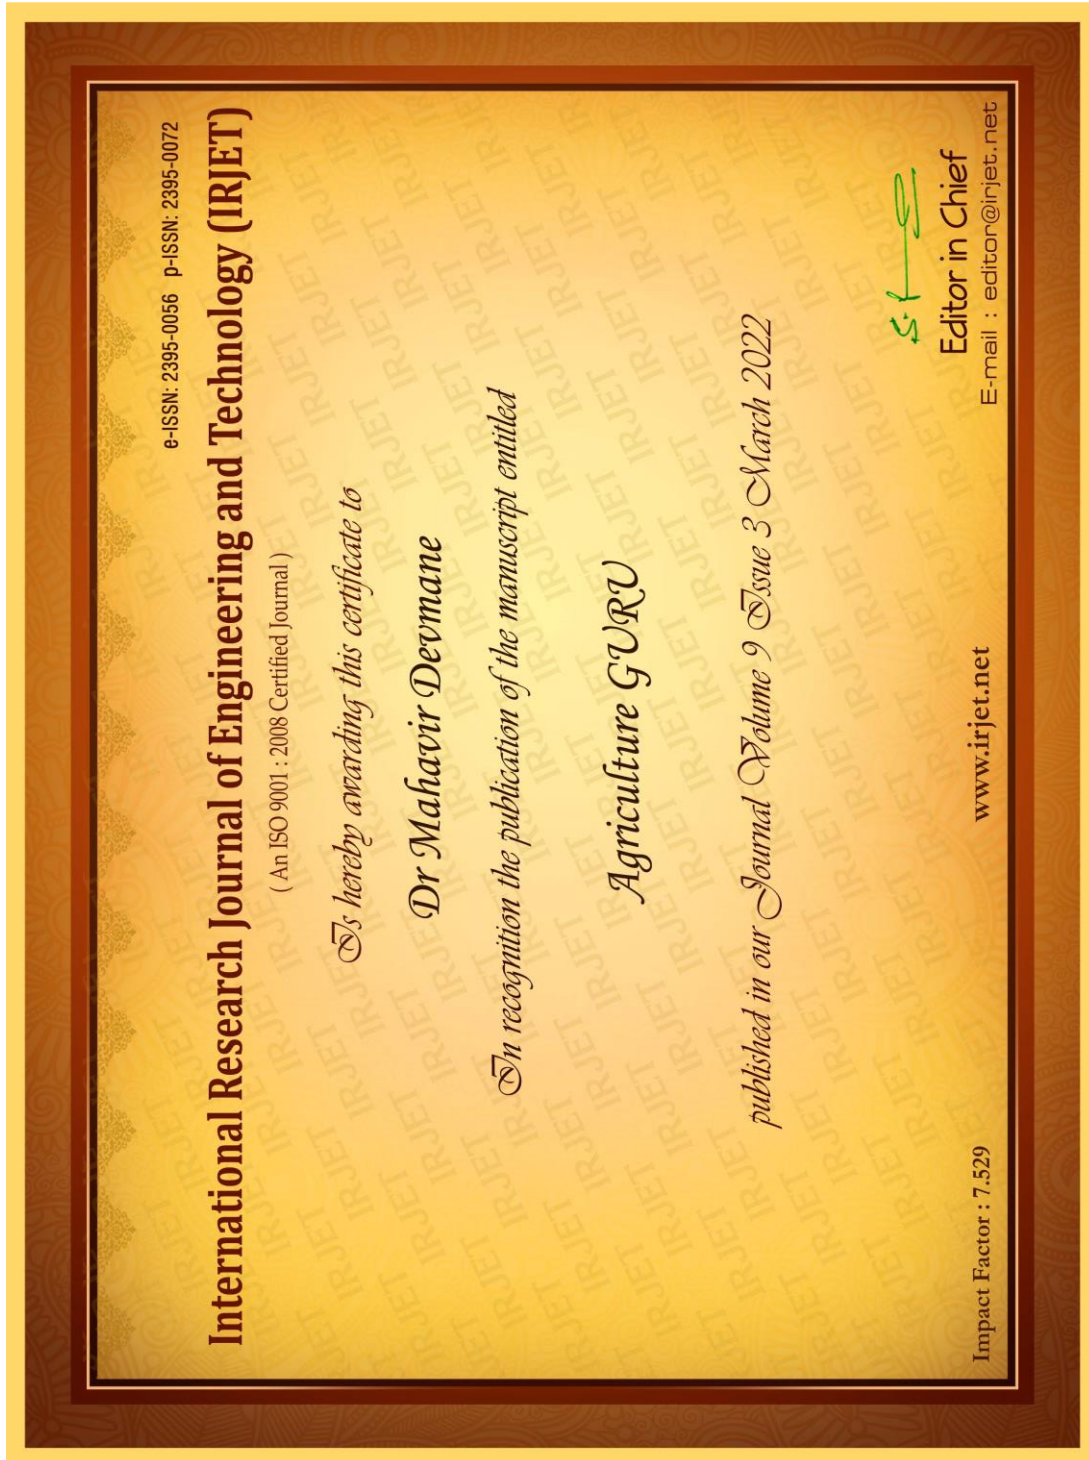 e-ISSN: 2395-0056 p-ISSN: 2395-0072
International Research Journal of Engineering and Technology (IRJET)
( An ISO 9001 : 2008 Certified Journal )
Is hereby awarding this certificate to
Dr Mahavir Devmane
In recognition the publication of the manuscript entitled
Agriculture GURU
published in our Journal Volume 9 Issue 3 March 2022
Editor in Chief
Impact Factor : 7.529 www.irjet.net E-mail : editor@irjet.net